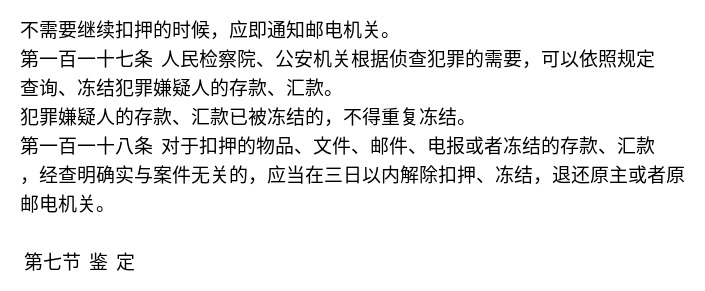 不需要继续扣押的时候，应即通知邮电机关。
第一百一十七条 人民检察院、公安机关根据侦查犯罪的需要，可以依照规定
查询、冻结犯罪嫌疑人的存款、汇款。
犯罪嫌疑人的存款、汇款已被冻结的，不得重复冻结。
第一百一十八条 对于扣押的物品、文件、邮件、电报或者冻结的存款、汇款
，经查明确实与案件无关的，应当在三日以内解除扣押、冻结，退还原主或者原
邮电机关。
第七节 鉴 定